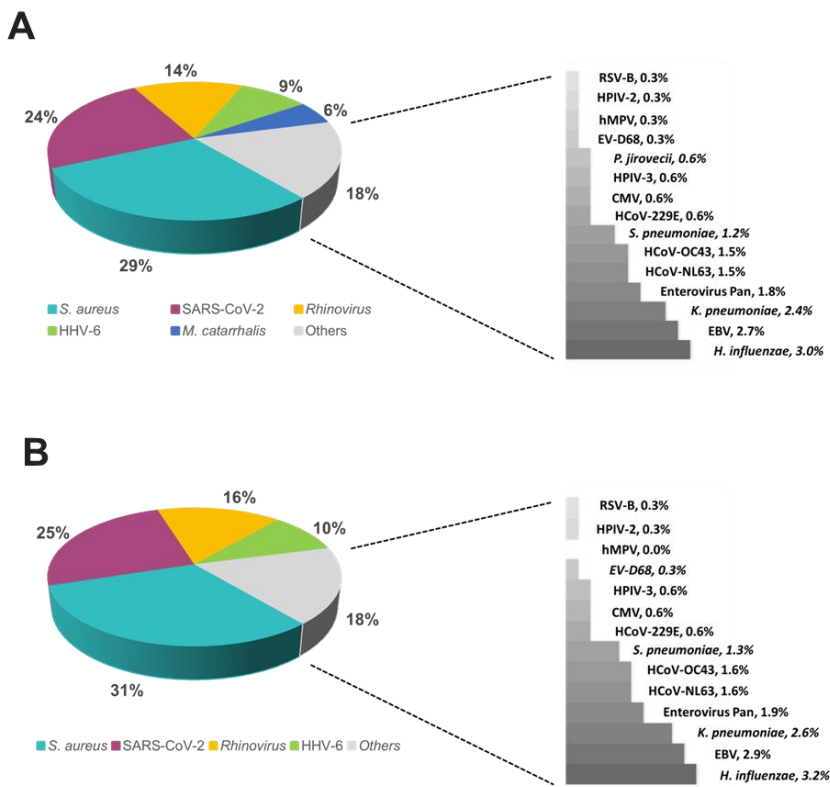 A
14%
9%
24%
6%
18%
29%
S. aureus SARS-CoV-2 Rhinovirus
HHV-6 M. catarrhalis Others
RSV-B, 0.3%
HPIV-2, 0.3%
hMPV, 0.3%
EV-D68, 0.3%
P. jirovecii, 0.6%
HPIV-3, 0.6%
CMV, 0.6%
HCoV-229E, 0.6%
S. pneumoniae, 1.2%
HCoV-OC43, 1.5%
HCoV-NL63, 1.5%
Enterovirus Pan, 1.8%
K. pneumoniae, 2.4%
EBV, 2.7%
H. influenzae, 3.0%
B
16%
10%
25%
18%
31%
S. aureus SARS-CoV-2 Rhinovirus HHV-6 Others
RSV-B, 0.3%
HPIV-2, 0.3%
hMPV, 0.0%
EV-D68, 0.3%
HPIV-3, 0.6%
CMV, 0.6%
HCoV-229E, 0.6%
S. pneumoniae, 1.3%
HCoV-OC43, 1.6%
HCoV-NL63, 1.6%
Enterovirus Pan, 1.9%
K. pneumoniae, 2.6%
EBV, 2.9%
H. influenzae, 3.2%